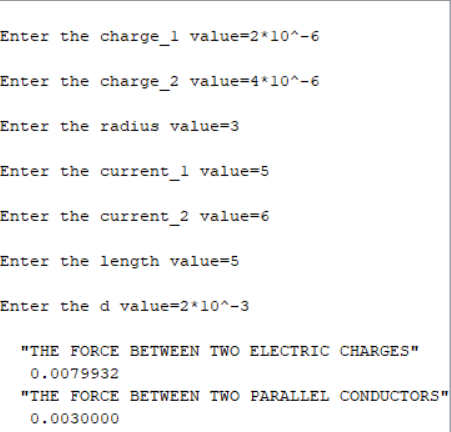 Enter the charge_1 value=2*10^-6
Enter the charge_2 value=4*10^-6
Enter the radius value=3
Enter the current_1 value=5
Enter the current_2 value=6
Enter the length value=5
Enter the d value=2*10^-3
"THE FORCE BETWEEN TWO ELECTRIC CHARGES"
0.0079932
"THE FORCE BETWEEN TWO PARALLEL CONDUCTORS"
0.0030000